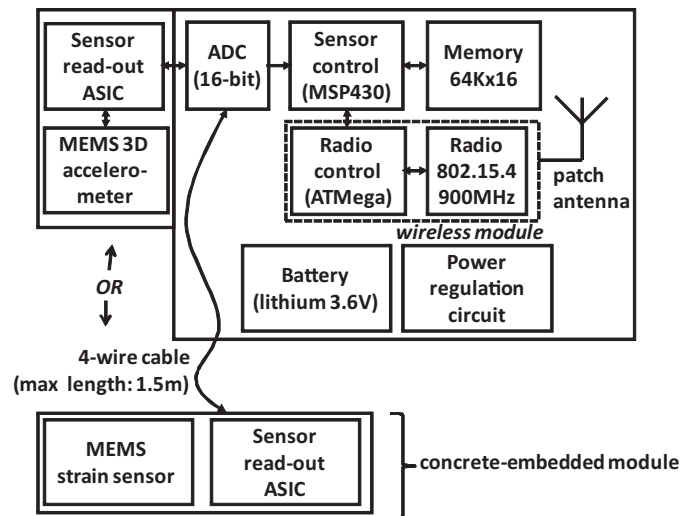 Sensor
read-out
ASIC
MEMS 3D
accelero-
meter
ADC
(16-bit)
Sensor
control
(MSP430)
Memory
64Kx16
Radio
control
(ATMega)
Radio
802.15.4
900MHz
wireless module
patch
antenna
Battery
(lithium 3.6V)
Power
regulation
circuit
OR
4-wire cable
(max length: 1.5m)
MEMS
strain sensor
Sensor
read-out
ASIC
concrete-embedded module